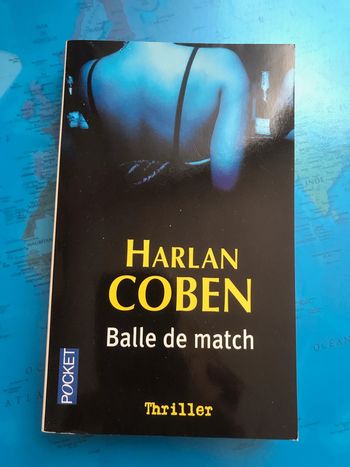 HARLAN
COBEN
Balle de match
POCKET
Thriller